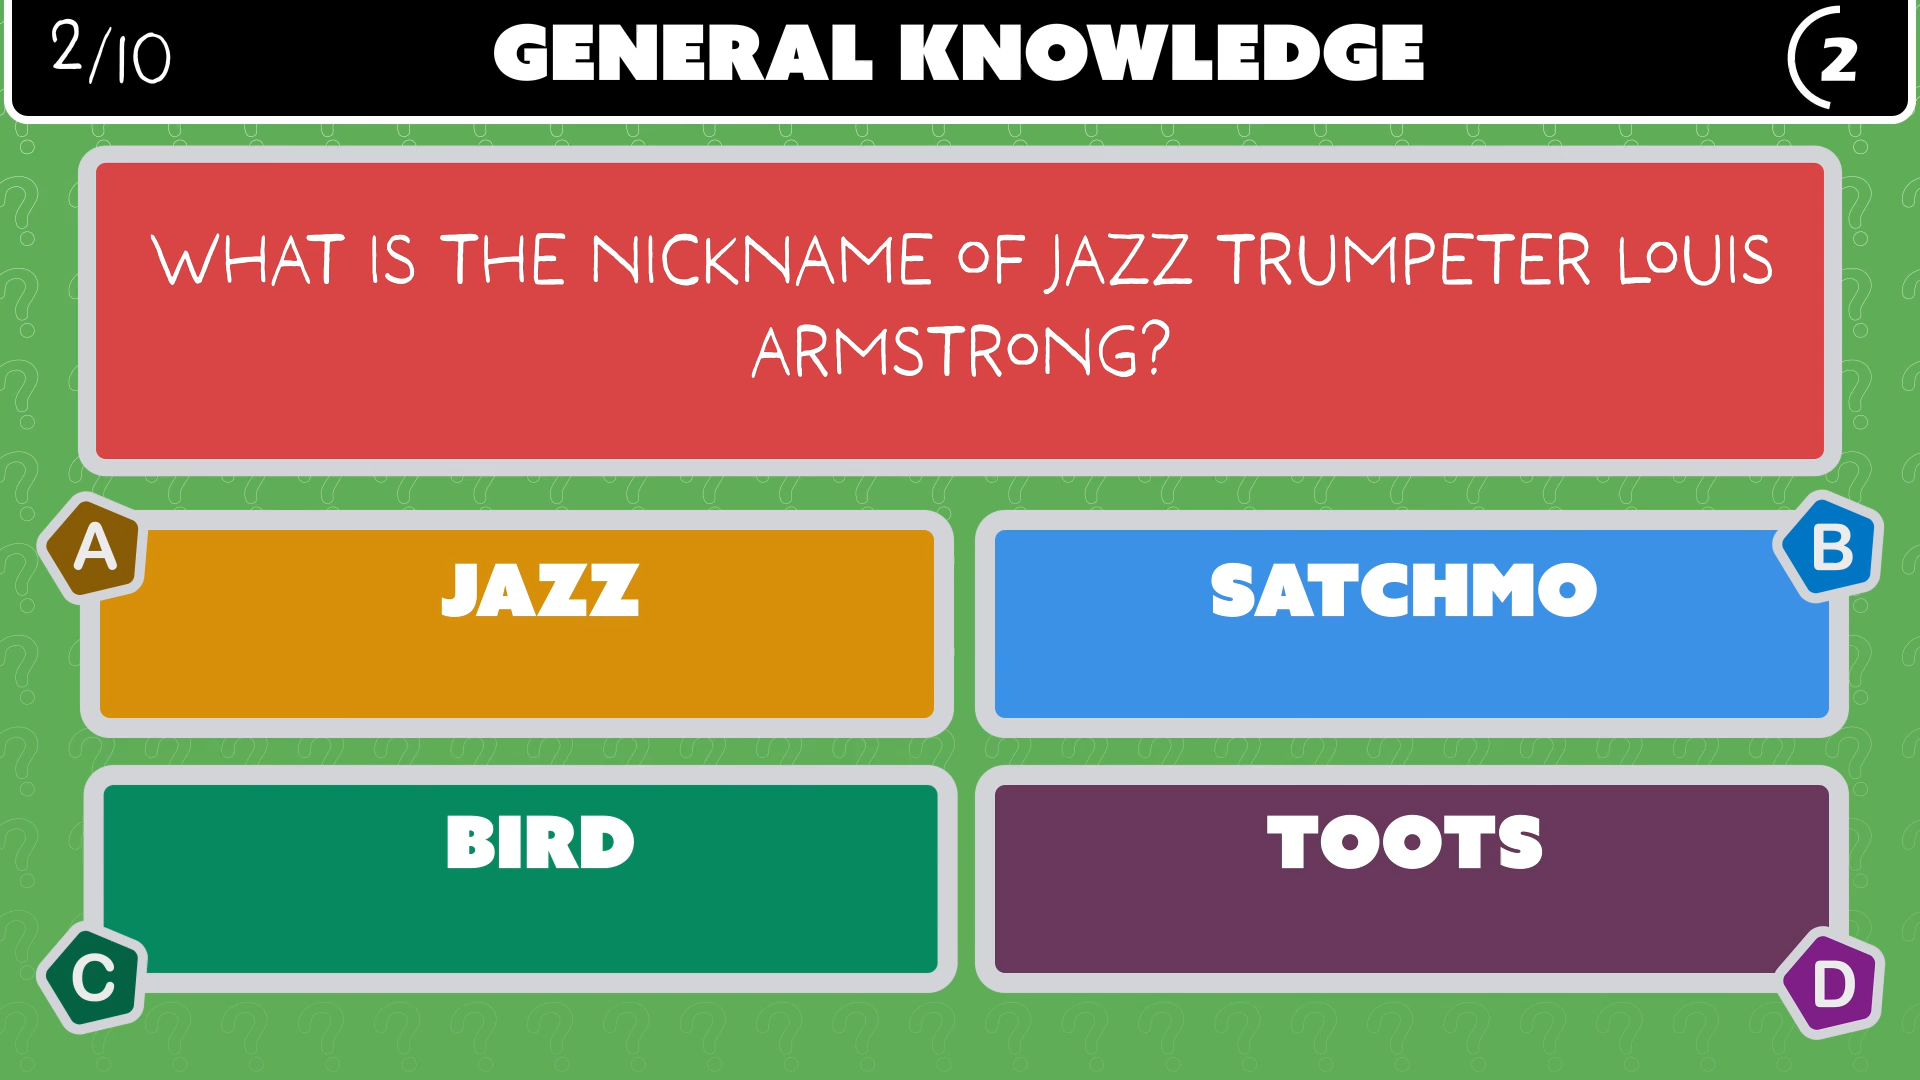 2/10
GENERAL KNOWLEDGE
2
WHAT IS THE NICKNAME OF JAZZ TRUMPETER LOUIS
ARMSTRONG?
A
JAZZ
SATCHMO
B
BIRD
C
TOOTS
D